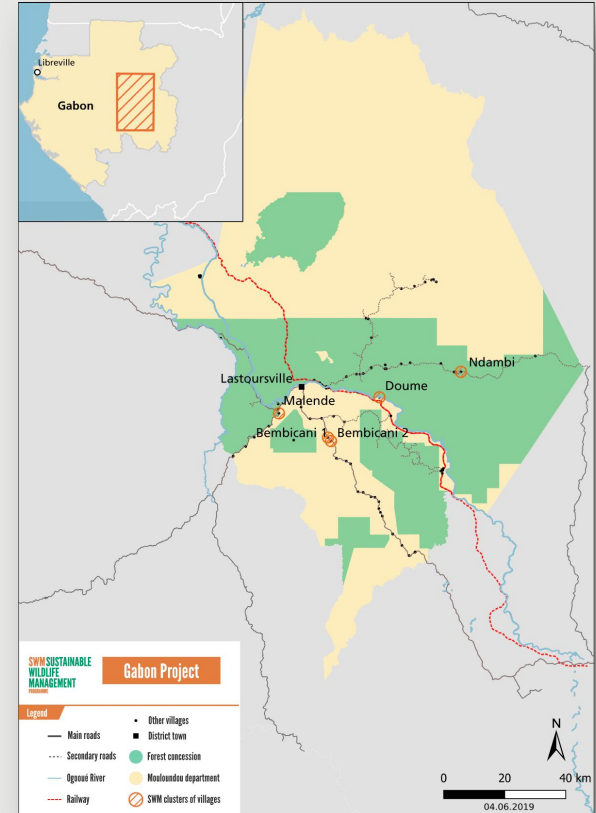 Libreville
Gabon
Ndambi
Lastoursville
Doume
Malende
Bembicani 1
Bembicani 2
SWM SUSTAINABLE
WILDLIFE
MANAGEMENT
PROGRAMME
Gabon Project
Legend
Main roads
Secondary roads
Ogooué River
Railway
Other villages
District town
Forest concession
Mouloundou department
SWM clusters of villages
N
0 20 40 km
04.06.2019